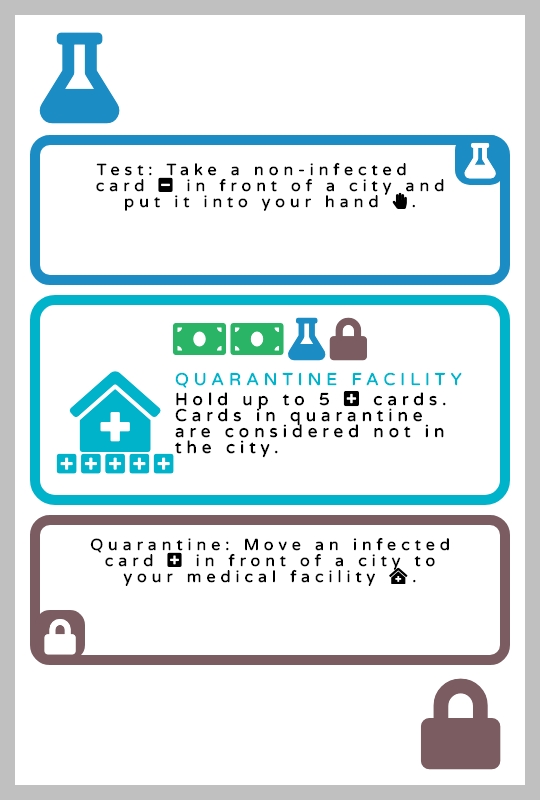 Test: Take a non-infected
card in front of a city and
put it into your hand .
QUARANTINE FACILITY
Hold up to 5 cards.
Cards in quarantine
are considered not in
the city.
Quarantine: Move an infected
card in front of a city to
your medical facility .